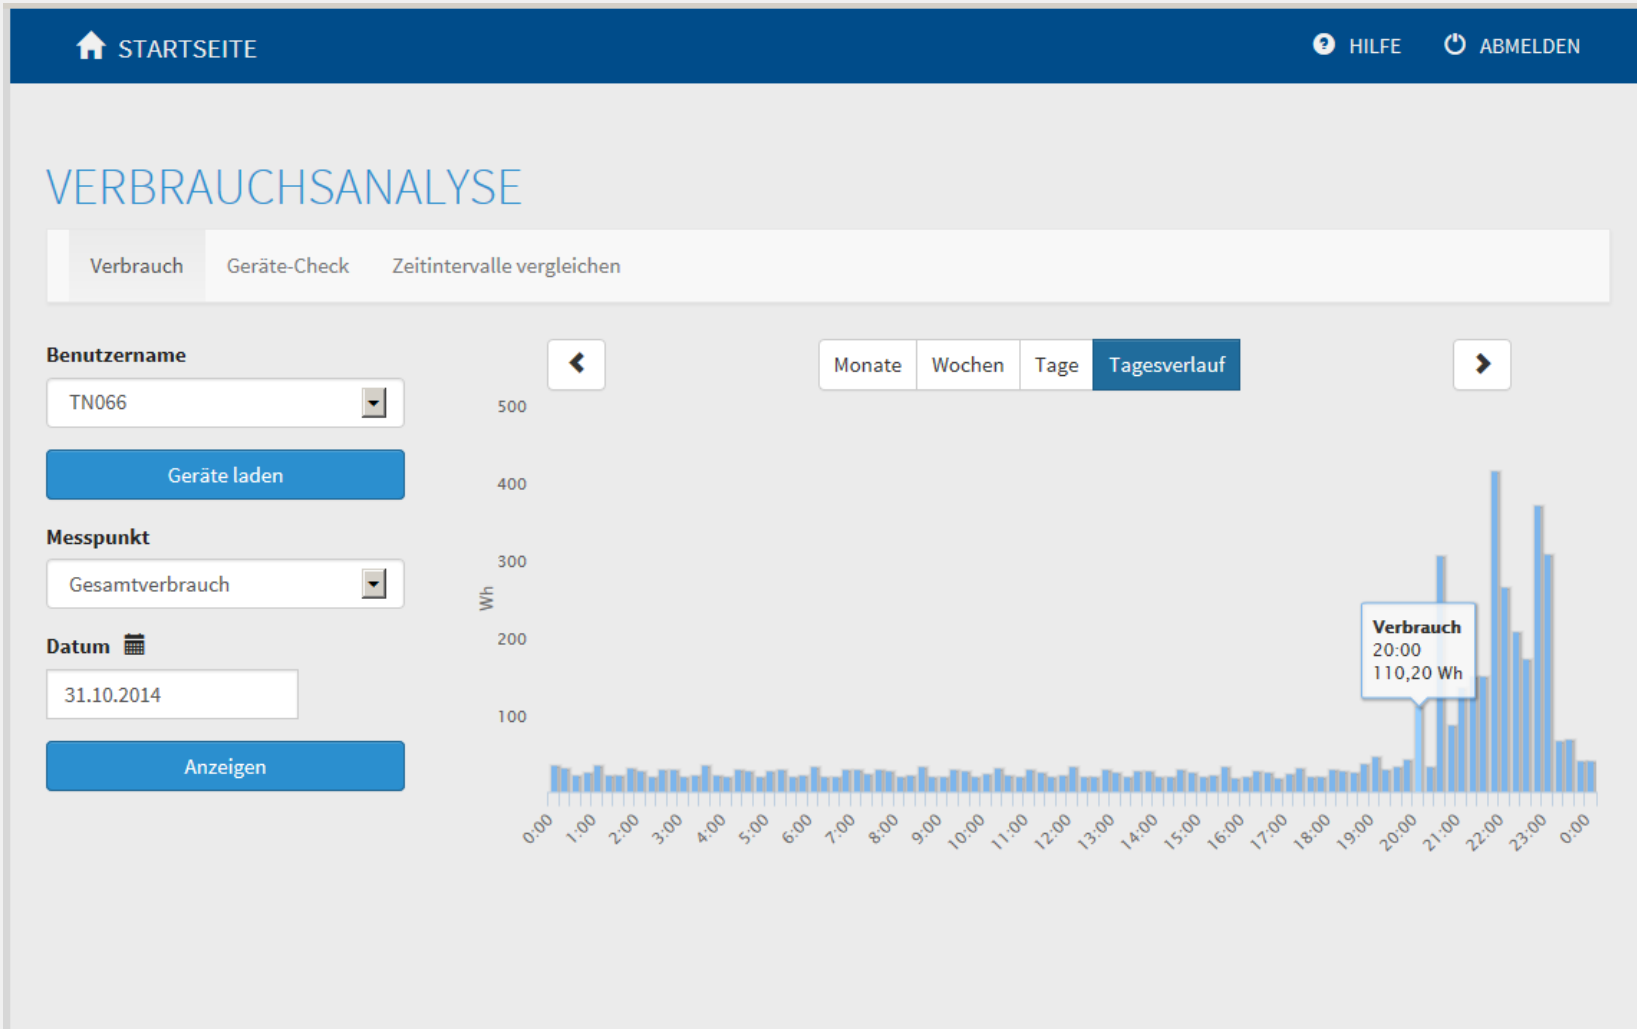 STARTSEITE
HILFE
ABMELDEN
VERBRAUCHSANALYSE
Verbrauch
Geräte-Check
Zeitintervalle vergleichen
Benutzername
TN066
Geräte laden
Messpunkt
Gesamtverbrauch
Datum
31.10.2014
Anzeigen
Monate
Wochen
Tage
Tagesverlauf
500
400
300
200
100
Wh
Verbrauch
20:00
110,20 Wh
0:00
1:00
2:00
3:00
4:00
5:00
6:00
7:00
8:00
9:00
10:00
11:00
12:00
13:00
14:00
15:00
16:00
17:00
18:00
19:00
20:00
21:00
22:00
23:00
0:00